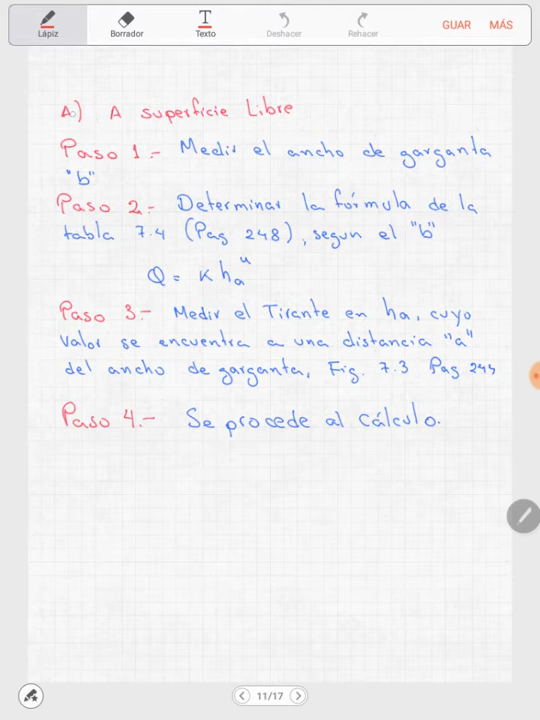 Lápiz Borrador Texto Deshacer Rehacer GUAR MÁS
A) A superficie Libre
Paso 1.- Medir el ancho de garganta
"b"
Paso 2.- Determinar la fórmula de la
tabla 7.4 (Pag 248), segun el "b"
Q = K ha^u
Paso 3.- Medir el Tirante en ha, cuyo
valor se encuentra a una distancia "a"
del ancho de garganta, Fig. 7.3 Pag 244
Paso 4.- Se procede al cálculo.
11/17